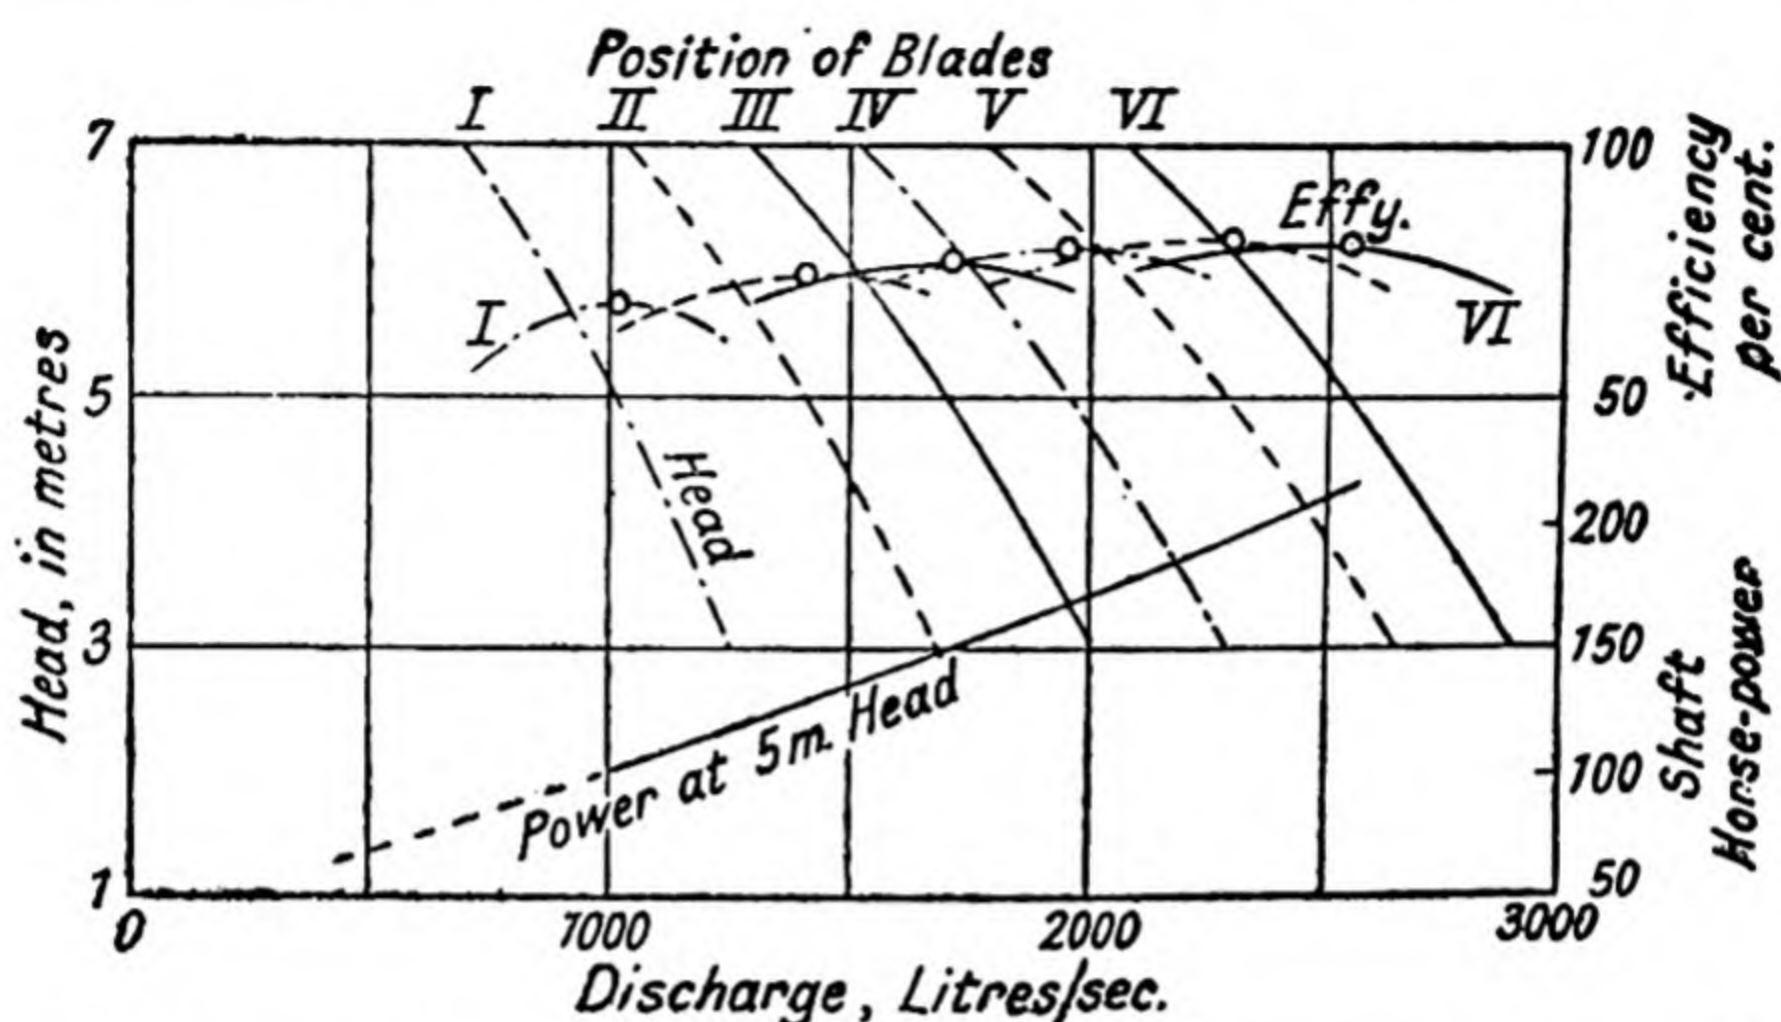 Position of Blades
I II III IV V VI
7
5
3
1
Head, in metres
100
50
Efficiency
per cent.
200
150
100
50
Shaft
Horse-power
Effy.
I
VI
Head
Power at 5m. Head
0 1000 2000 3000
Discharge, Litres/sec.